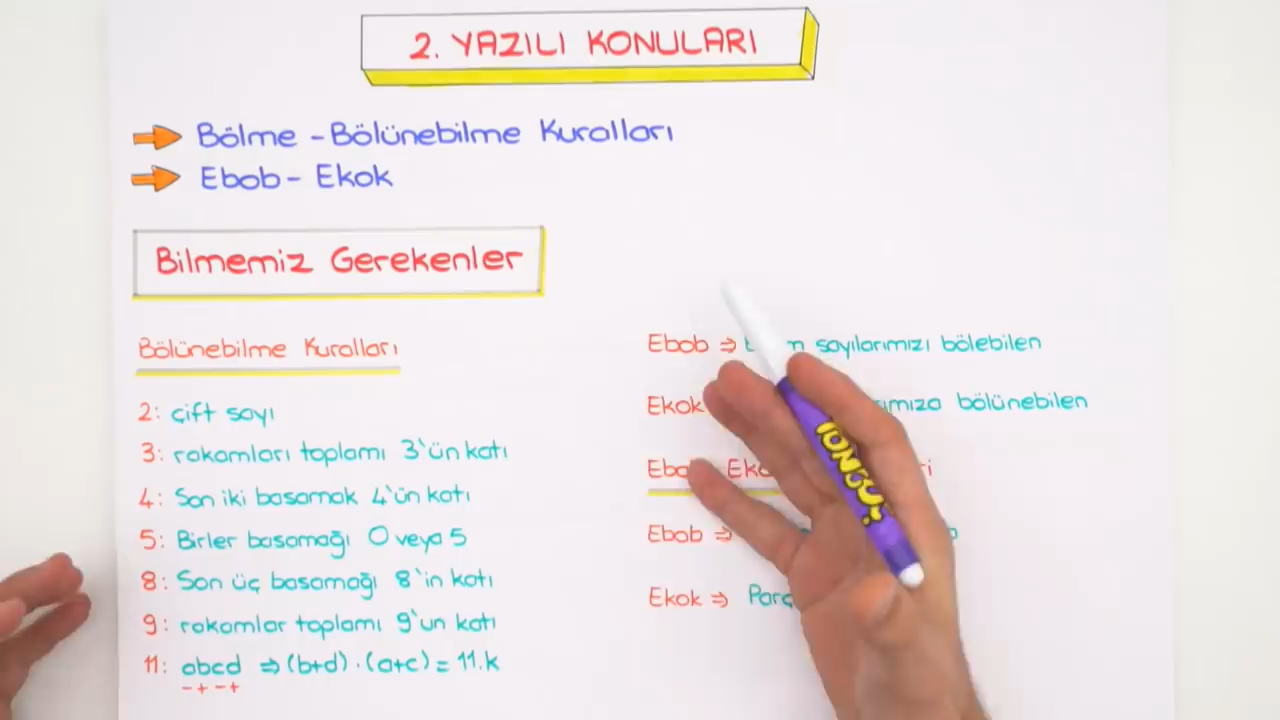 2. YAZILI KONULARI
Bölme - Bölünebilme Kuralları
Ebob - Ekok
Bilmemiz Gerekenler
Bölünebilme Kuralları
2: çift sayı
3: rakamları toplamı 3'ün katı
4: Son iki basamak 4'ün katı
5: Birler basamağı 0 veya 5
8: Son üç basamağı 8'in katı
9: rakamlar toplamı 9'un katı
11: abcd ⇒ (b+d) · (a+c) = 11.k
- + - +
Ebob ⇒ sayılarımızı bölebilen
Ekok bölünebilen
Ebob ⇒
Ekok ⇒
TONGUÇ